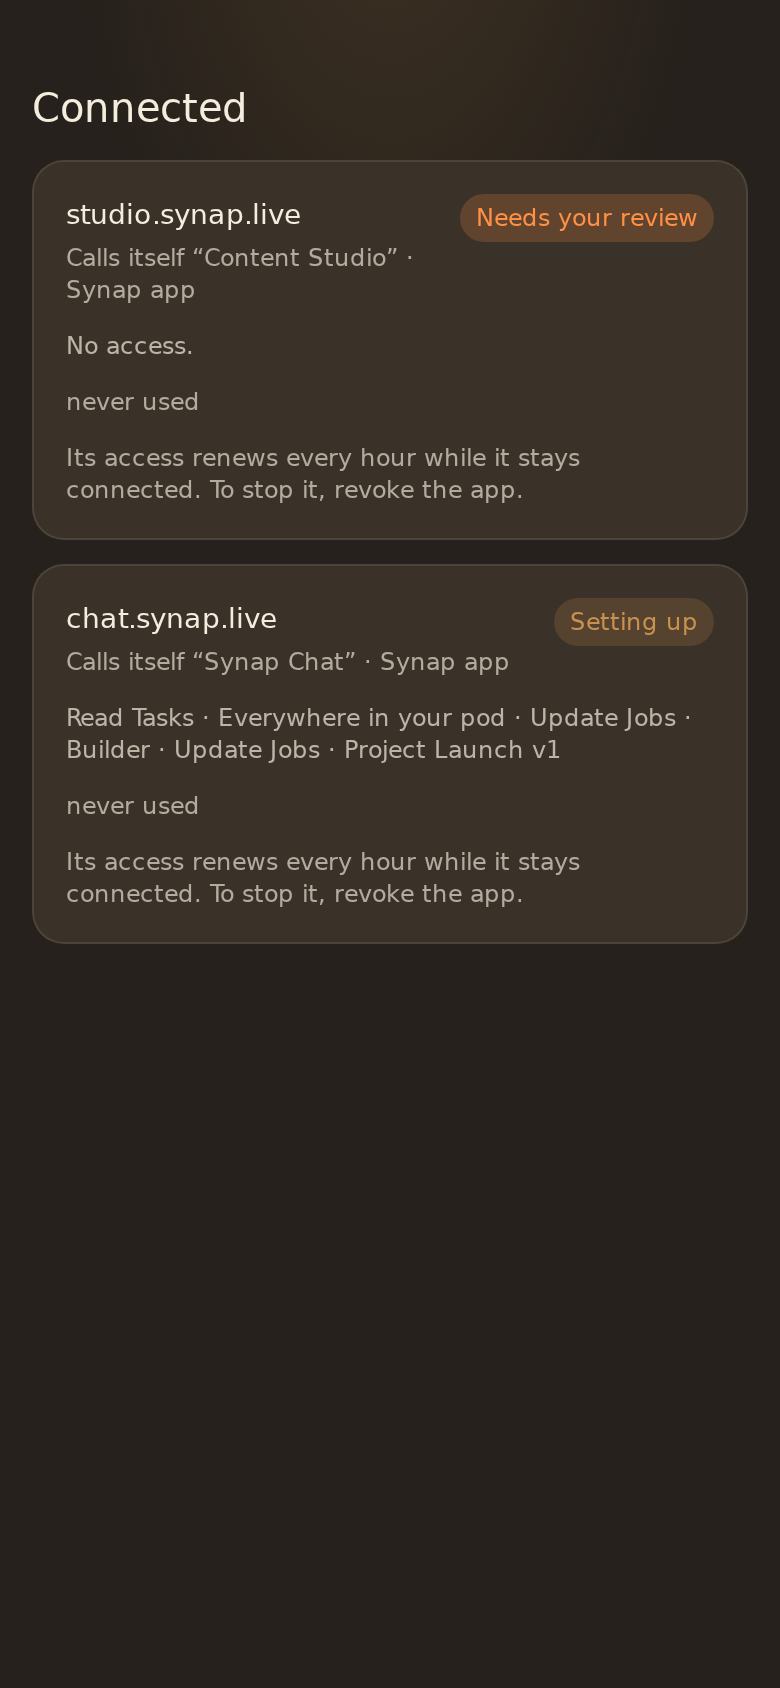 Connected
studio.synap.live
Needs your review
Calls itself “Content Studio” ·
Synap app
No access.
never used
Its access renews every hour while it stays
connected. To stop it, revoke the app.
chat.synap.live
Setting up
Calls itself “Synap Chat” · Synap app
Read Tasks · Everywhere in your pod · Update Jobs ·
Builder · Update Jobs · Project Launch v1
never used
Its access renews every hour while it stays
connected. To stop it, revoke the app.